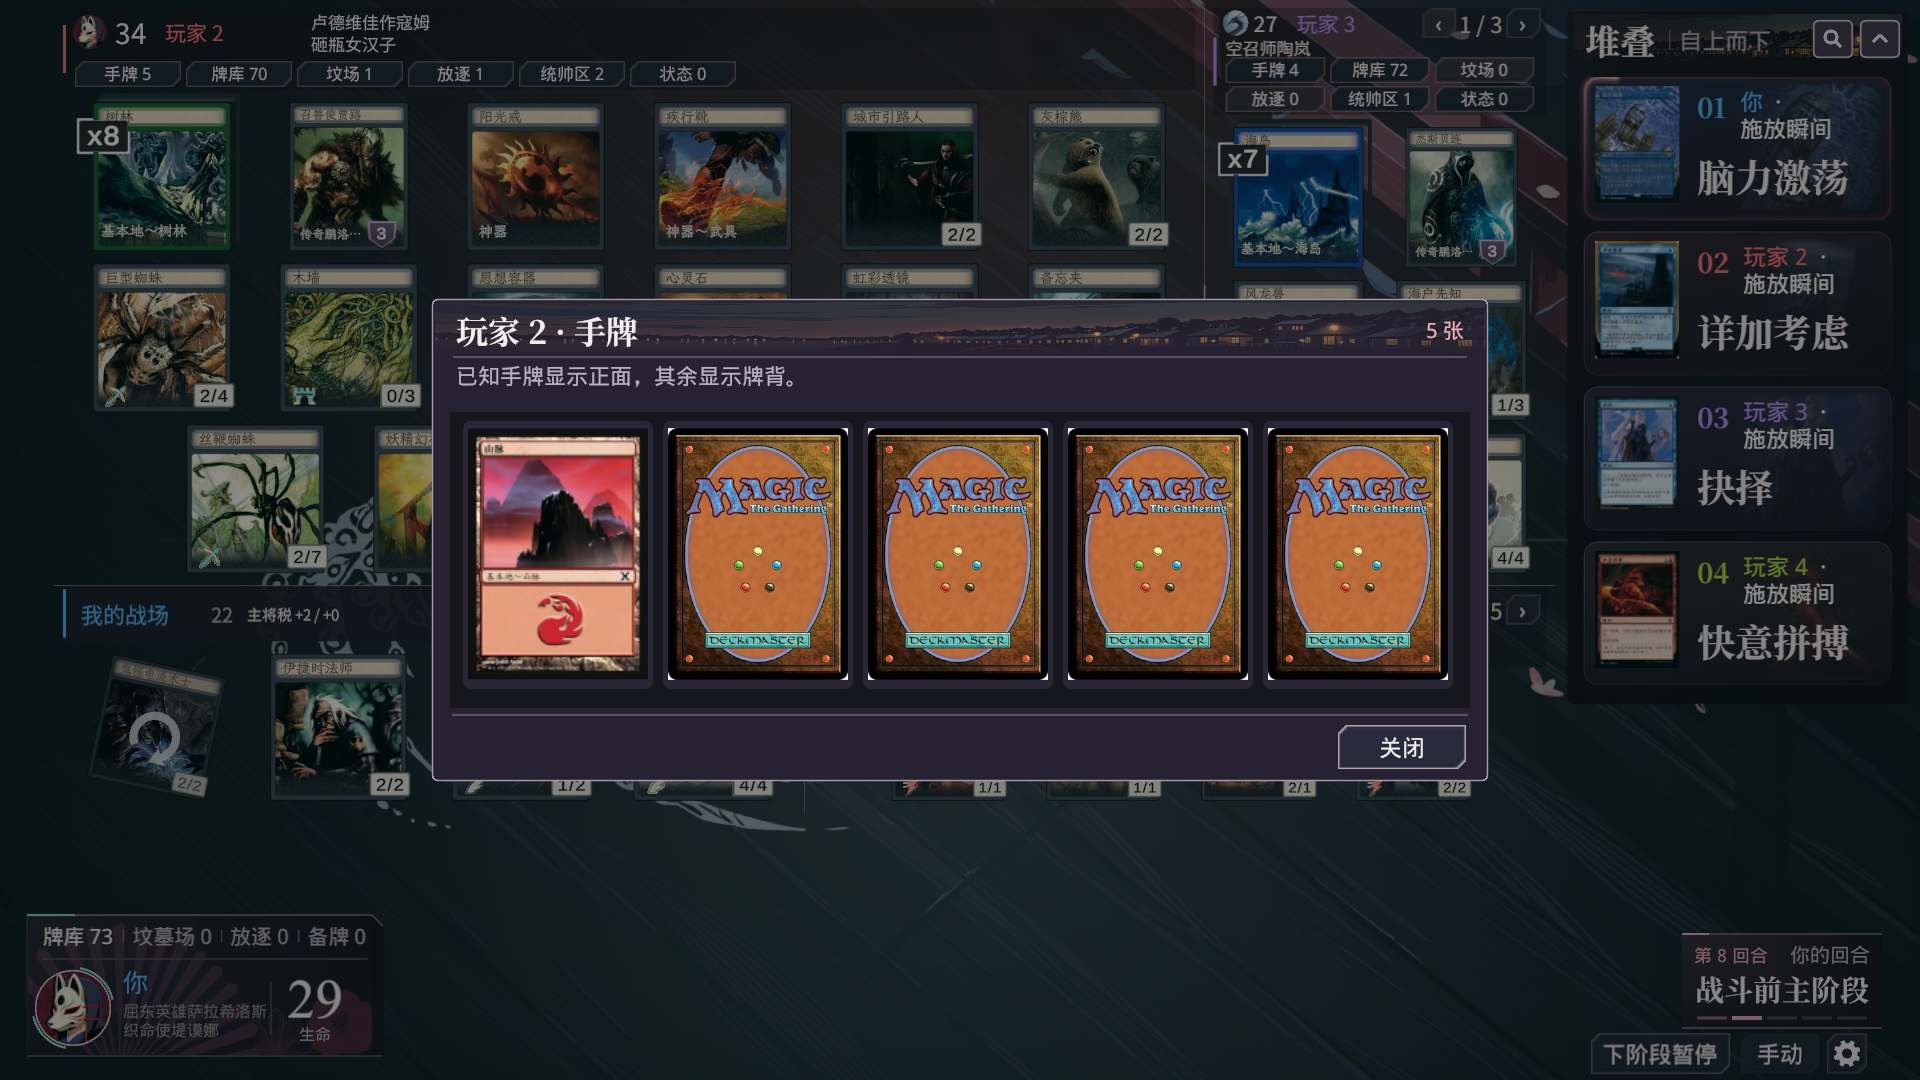 34 玩家 2
卢德维佳作寇姆
砸瓶女汉子
手牌 5 牌库 70 坟场 1 放逐 1 统帅区 2 状态 0
27 玩家 3
‹ 1 / 3 ›
空召师陶岚
手牌 4 牌库 72 坟场 0
放逐 0 统帅区 1 状态 0
堆叠 自上而下
树林
x8
基本地～树林
召兽使贾路
传奇鹏洛…
3
阳光戒
神器
疾行靴
神器～武具
城市引路人
2/2
灰棕熊
2/2
海岛
x7
基本地～海岛
杰斯贝连
传奇鹏洛…
3
巨型蜘蛛
2/4
木墙
0/3
思想容器
心灵石
虹彩透镜
备忘夹
风龙兽
海户先知
1/3
丝鞭蜘蛛
2/7
4/4
01 你 ·
施放瞬间
脑力激荡
02 玩家 2 ·
施放瞬间
详加考虑
03 玩家 3 ·
施放瞬间
抉择
04 玩家 4 ·
施放瞬间
快意拼搏
玩家 2 · 手牌
5 张
已知手牌显示正面，其余显示牌背。
山脉
基本地～山脉
X
MAGIC
The Gathering
DECKMASTER
MAGIC
The Gathering
DECKMASTER
MAGIC
The Gathering
DECKMASTER
MAGIC
The Gathering
DECKMASTER
关闭
我的战场 22 主将税 +2 / +0
5 ›
2/2
伊捷时法师
2/2
1/2
4/4
1/1
1/1
2/1
2/2
牌库 73 坟墓场 0 放逐 0 备牌 0
你
屈东英雄萨拉希洛斯
织命使堤谟娜
29
生命
第 8 回合 你的回合
战斗前主阶段
下阶段暂停 手动